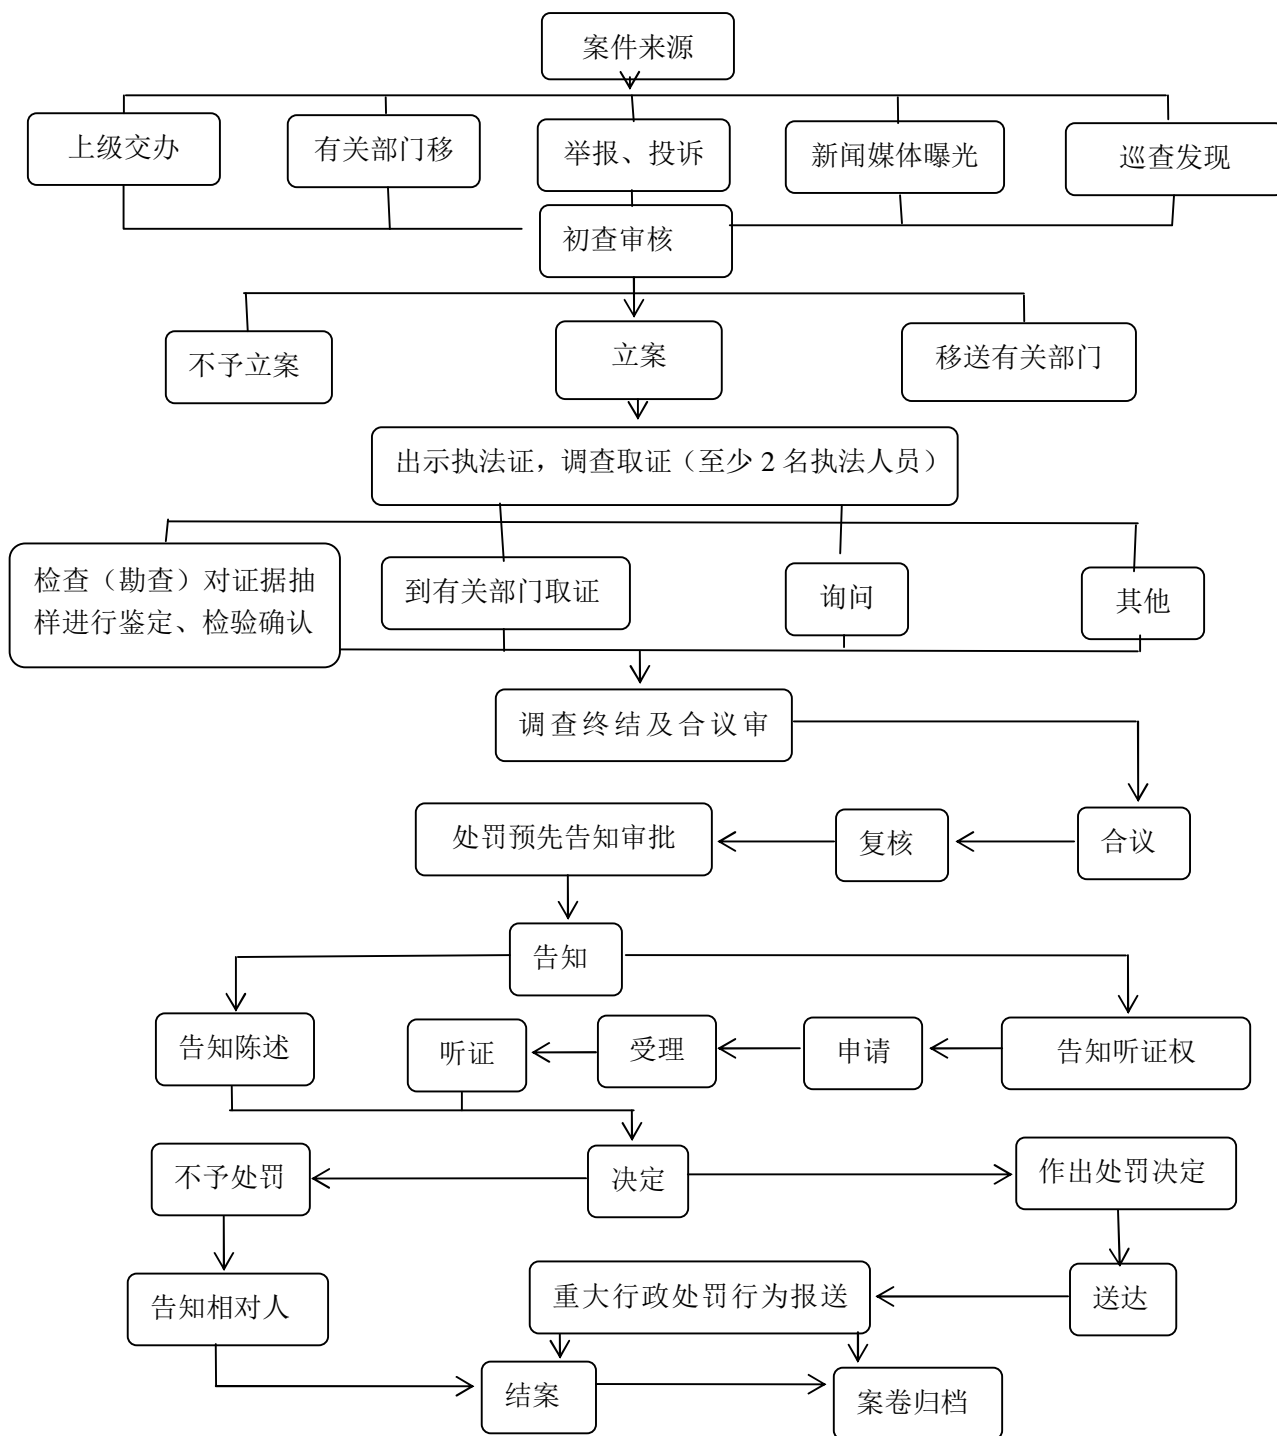 案件来源
上级交办
有关部门移
举报、投诉
新闻媒体曝光
巡查发现
初查审核
不予立案
立案
移送有关部门
出示执法证，调查取证（至少 2 名执法人员）
检查（勘查）对证据抽
样进行鉴定、检验确认
到有关部门取证
询问
其他
调查终结及合议审
处罚预先告知审批
复核
合议
告知
告知陈述
听证
受理
申请
告知听证权
不予处罚
决定
作出处罚决定
告知相对人
重大行政处罚行为报送
送达
结案
案卷归档